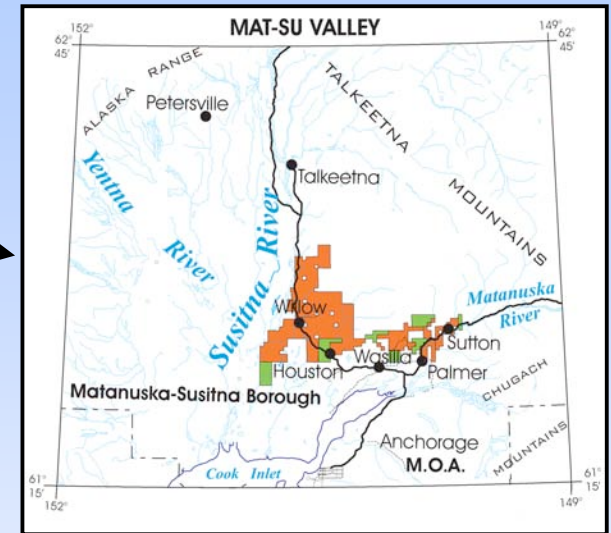 MAT-SU VALLEY
152°
149°
62°
45'
62°
45'
ALASKA RANGE
Petersville
TALKEETNA
MOUNTAINS
Yentna
River
Talkeetna
Susitna River
Willow
Matanuska
River
Sutton
Wasilla
Houston
Palmer
CHUGACH
MOUNTAINS
Matanuska-Susitna Borough
Anchorage
M.O.A.
Cook Inlet
61°
15'
152°
61°
15'
149°